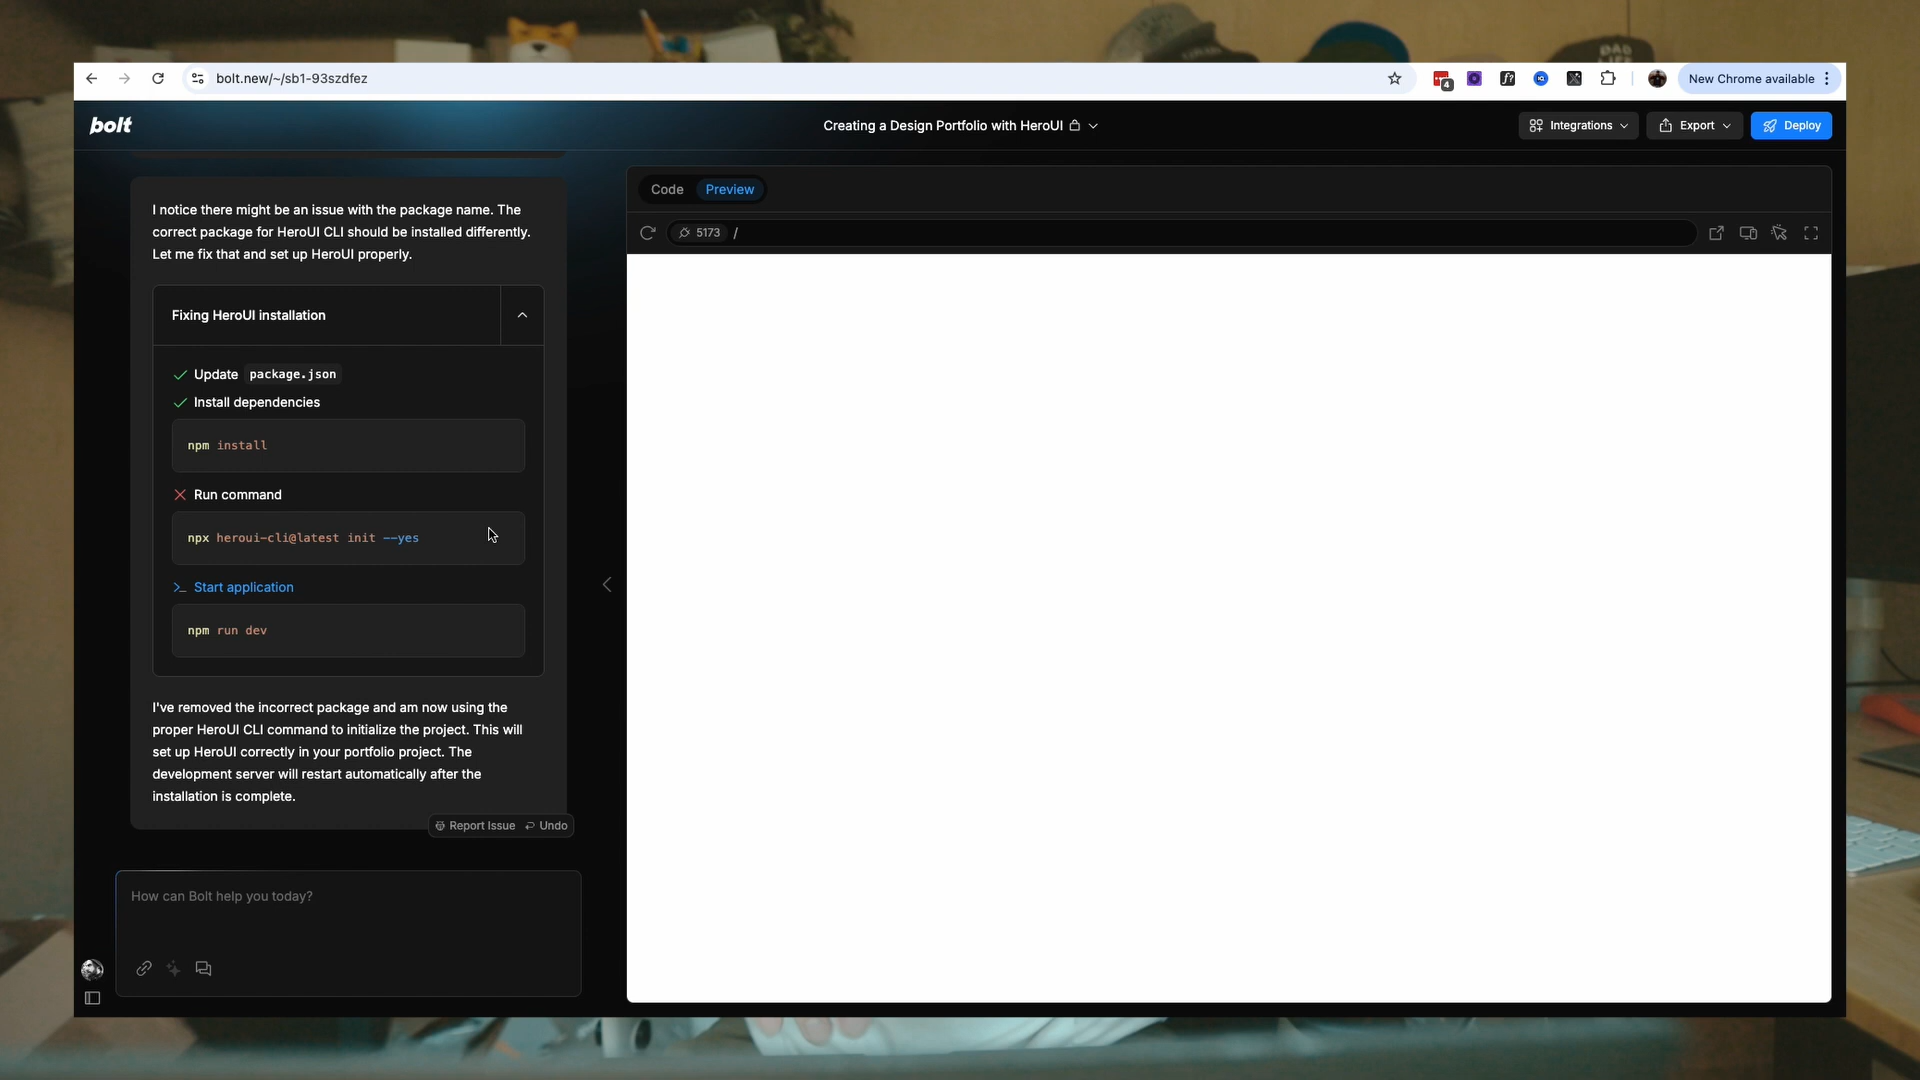 bolt.new/~/sb1-93szdfez
4
New Chrome available
bolt
Creating a Design Portfolio with HeroUI
Integrations
Export
Deploy
I notice there might be an issue with the package name. The
correct package for HeroUI CLI should be installed differently.
Let me fix that and set up HeroUI properly.
Fixing HeroUI installation
Update package.json
Install dependencies
npm install
Run command
npx heroui-cli@latest init --yes
Start application
npm run dev
I've removed the incorrect package and am now using the
proper HeroUI CLI command to initialize the project. This will
set up HeroUI correctly in your portfolio project. The
development server will restart automatically after the
installation is complete.
Report Issue
Undo
How can Bolt help you today?
Code
Preview
5173 /
DAD